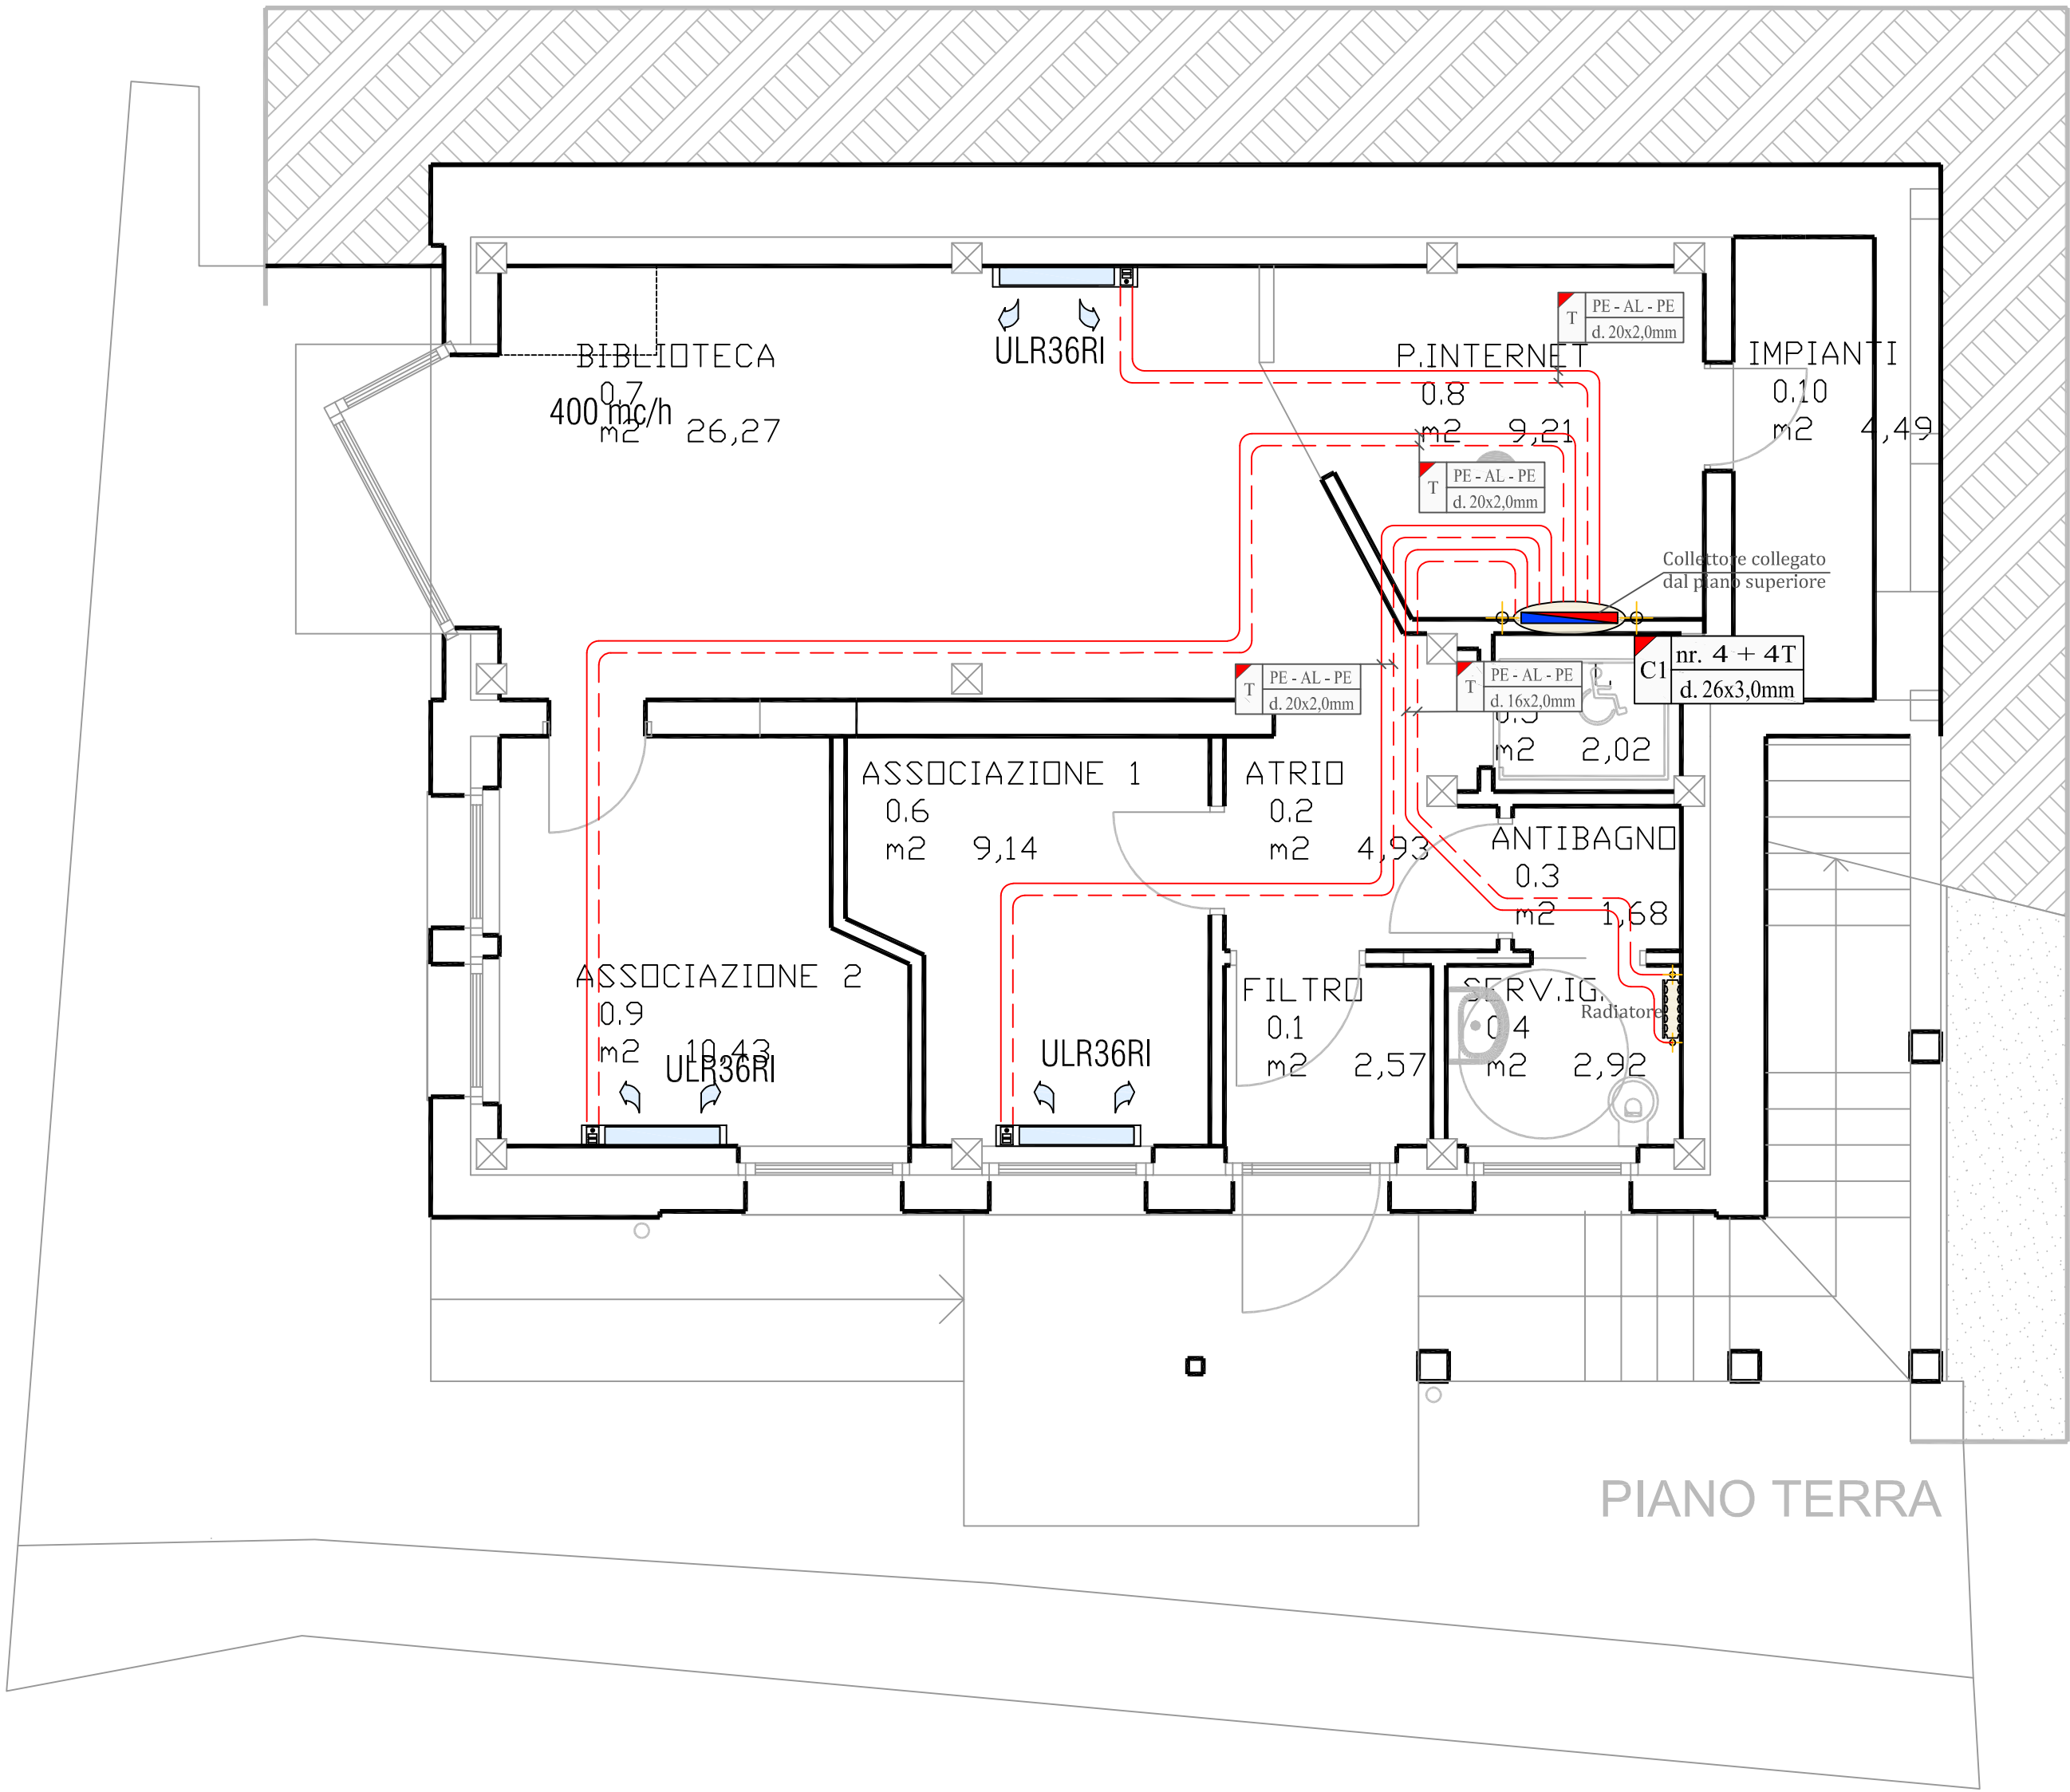 PE - AL - PE
T
d. 20x2,0mm
ULR36RI
BIBLIOTECA
0.7
400 mc/h
m2 26,27
P.INTERNET
0.8
m2 9,21
IMPIANTI
0.10
m2 4,49
PE - AL - PE
T
d. 20x2,0mm
Collettore collegato
dal piano superiore
nr. 4 + 4T
C1
d. 26x3,0mm
PE - AL - PE
T
d. 20x2,0mm
PE - AL - PE
T
d. 16x2,0mm
m2 2,02
ASSOCIAZIONE 1
0.6
m2 9,14
ATRIO
0.2
m2 4,93
ANTIBAGNO
0.3
m2 1,68
ASSOCIAZIONE 2
0.9
m2 10,43
ULR36RI
ULR36RI
FILTRO
0.1
m2 2,57
SERV.IG.
Radiatore
0.4
m2 2,92
PIANO TERRA